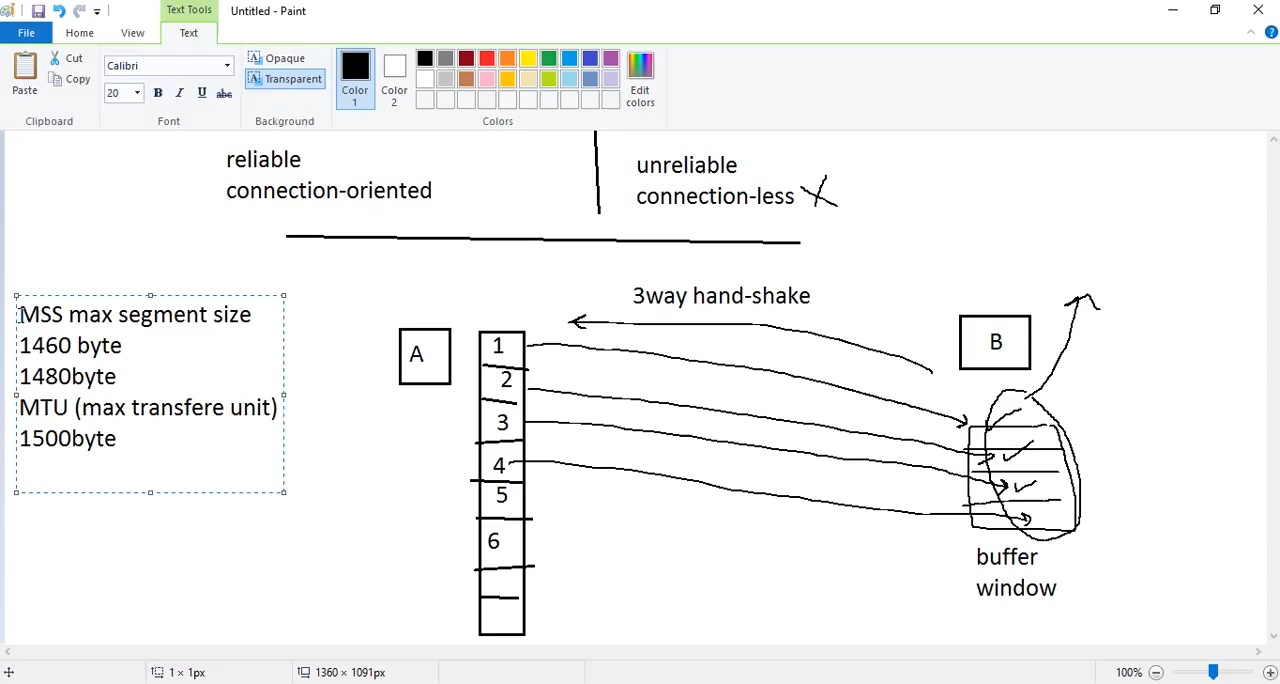 Text Tools
Untitled - Paint
File
Home
View
Text
Paste
Cut
Copy
Clipboard
Calibri
20
B I U abc
Font
Opaque
Transparent
Background
Color 1
Color 2
Edit colors
Colors
reliable
connection-oriented
unreliable
connection-less
MSS max segment size
1460 byte
1480byte
MTU (max transfere unit)
1500byte
3way hand-shake
A
B
1
2
3
4
5
6
buffer
window
1 × 1px
1360 × 1091px
100%